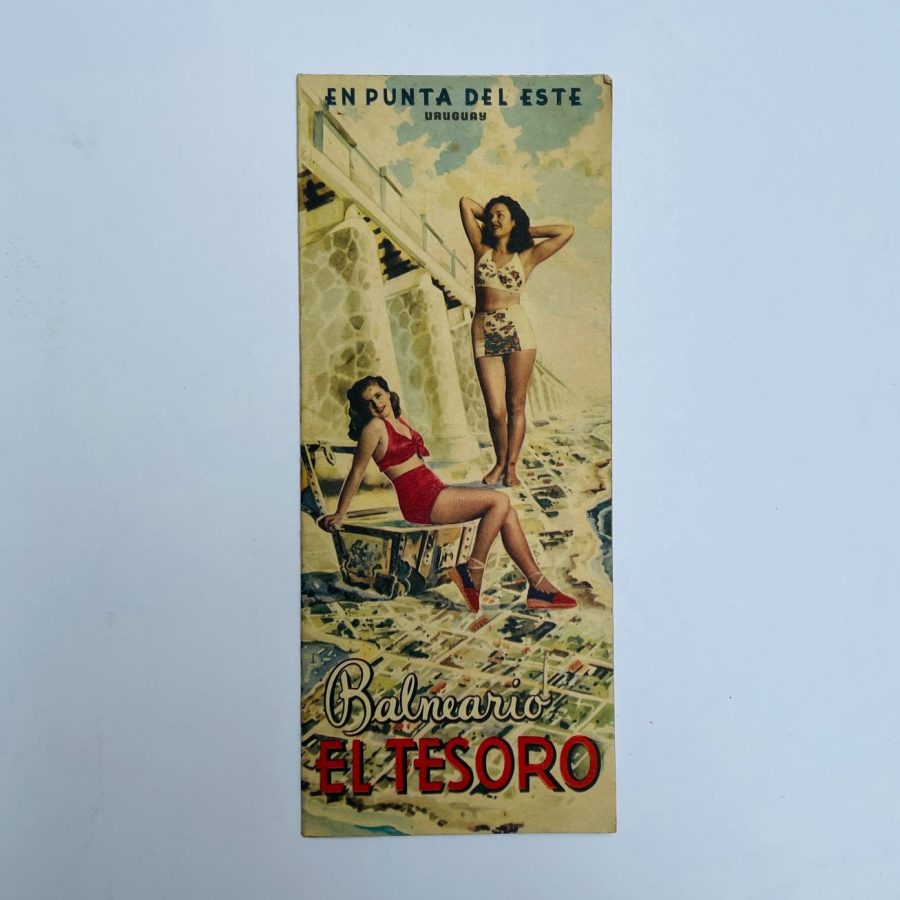 EN PUNTA DEL ESTE
URUGUAY
Balneario
EL TESORO